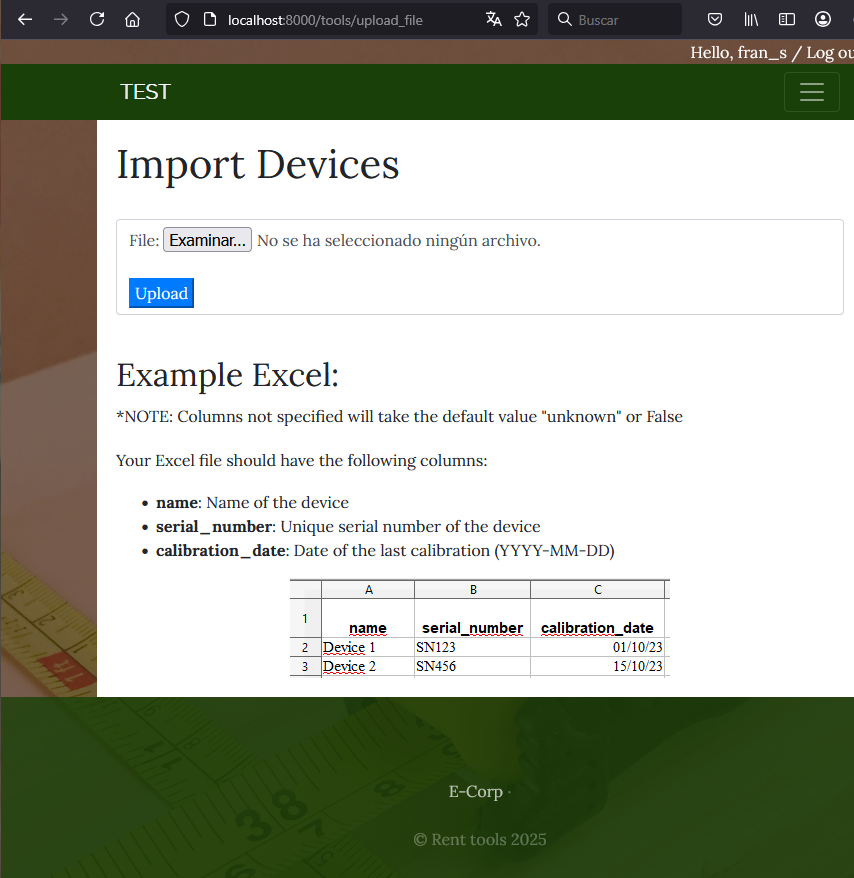 localhost:8000/tools/upload_file
Buscar
Hello, fran_s / Log ou
TEST
Import Devices
File: Examinar... No se ha seleccionado ningún archivo.
Upload
Example Excel:
*NOTE: Columns not specified will take the default value "unknown" or False
Your Excel file should have the following columns:
• name: Name of the device
• serial_number: Unique serial number of the device
• calibration_date: Date of the last calibration (YYYY-MM-DD)
A B C
1 name serial_number calibration_date
2 Device 1 SN123 01/10/23
3 Device 2 SN456 15/10/23
E-Corp ·
© Rent tools 2025